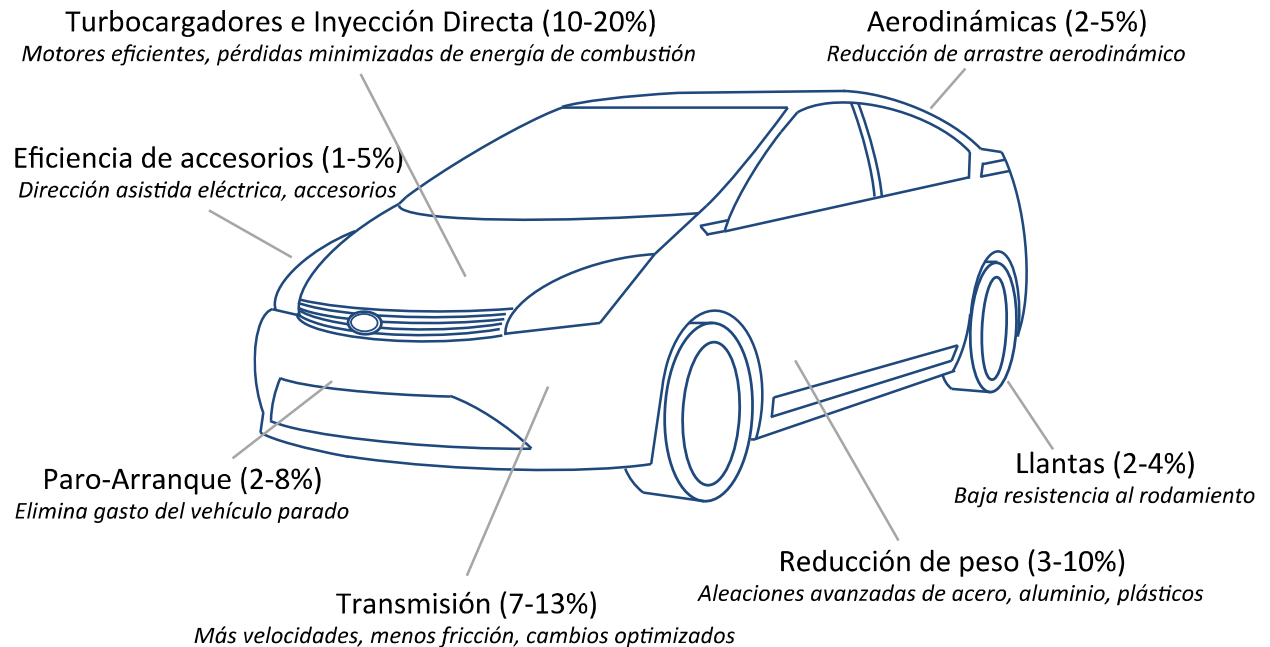 Turbocargadores e Inyección Directa (10-20%)
Motores eficientes, pérdidas minimizadas de energía de combustión
Aerodinámicas (2-5%)
Reducción de arrastre aerodinámico
Eficiencia de accesorios (1-5%)
Dirección asistida eléctrica, accesorios
Paro-Arranque (2-8%)
Elimina gasto del vehículo parado
Llantas (2-4%)
Baja resistencia al rodamiento
Reducción de peso (3-10%)
Aleaciones avanzadas de acero, aluminio, plásticos
Transmisión (7-13%)
Más velocidades, menos fricción, cambios optimizados